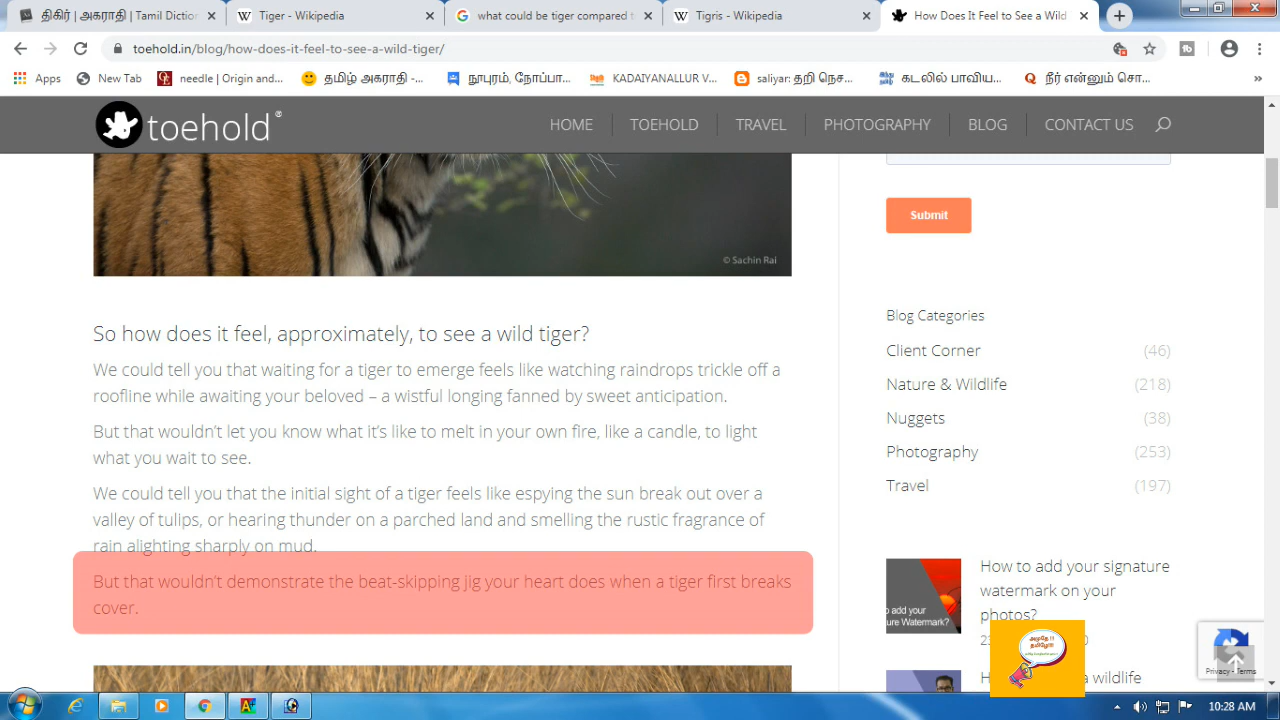 திகிரி | அகராதி | Tamil Dictio
Tiger - Wikipedia
what could be tiger compared t
Tigris - Wikipedia
How Does It Feel to See a Wild
toehold.in/blog/how-does-it-feel-to-see-a-wild-tiger/
Apps
New Tab
needle | Origin and...
தமிழ் அகராதி -...
நூபுரம், நோப்பா...
KADAIYANALLUR V...
saliyar: தறி நெச...
கடலில் பாவிய...
நீர் என்னும் சொ...
toehold
HOME
TOEHOLD
TRAVEL
PHOTOGRAPHY
BLOG
CONTACT US
© Sachin Rai
Submit
So how does it feel, approximately, to see a wild tiger?
We could tell you that waiting for a tiger to emerge feels like watching raindrops trickle off a
roofline while awaiting your beloved – a wistful longing fanned by sweet anticipation.
But that wouldn't let you know what it's like to melt in your own fire, like a candle, to light
what you wait to see.
We could tell you that the initial sight of a tiger feels like espying the sun break out over a
valley of tulips, or hearing thunder on a parched land and smelling the rustic fragrance of
rain alighting sharply on mud.
But that wouldn't demonstrate the beat-skipping jig your heart does when a tiger first breaks
cover.
Blog Categories
Client Corner (46)
Nature & Wildlife (218)
Nuggets (38)
Photography (253)
Travel (197)
o add your
ure Watermark?
How to add your signature
watermark on your
photos?
அமுதே !!
தமிழே!!!
a wildlife
Privacy - Terms
10:28 AM